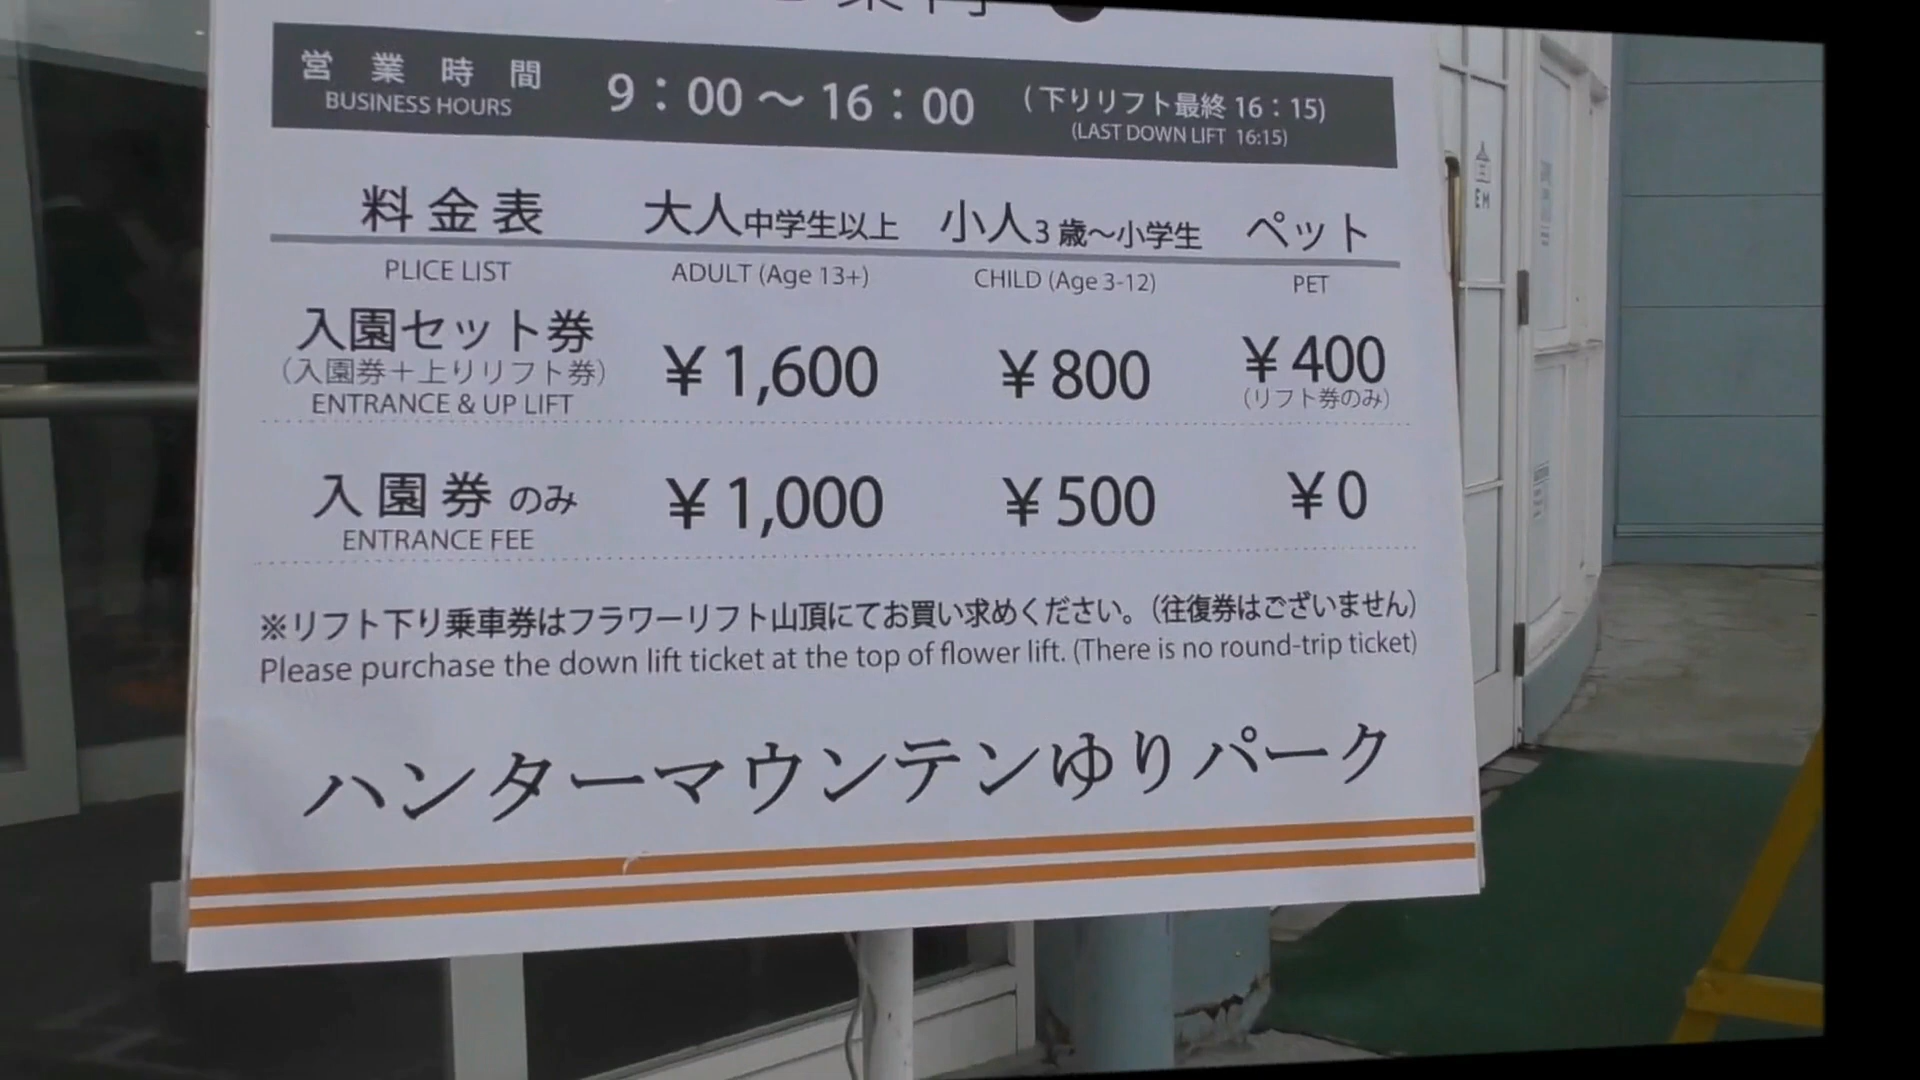 営業時間 9：00～16：00 (下りリフト最終 16：15)
BUSINESS HOURS (LAST DOWN LIFT 16:15)
料金表 大人中学生以上 小人3歳～小学生 ペット
PLICE LIST ADULT (Age 13+) CHILD (Age 3-12) PET
入園セット券 ￥1,600 ￥800 ￥400
(入園券＋上りリフト券) (リフト券のみ)
ENTRANCE & UP LIFT
入園券のみ ￥1,000 ￥500 ￥0
ENTRANCE FEE
※リフト下り乗車券はフラワーリフト山頂にてお買い求めください。(往復券はございません)
Please purchase the down lift ticket at the top of flower lift. (There is no round-trip ticket)
ハンターマウンテンゆりパーク